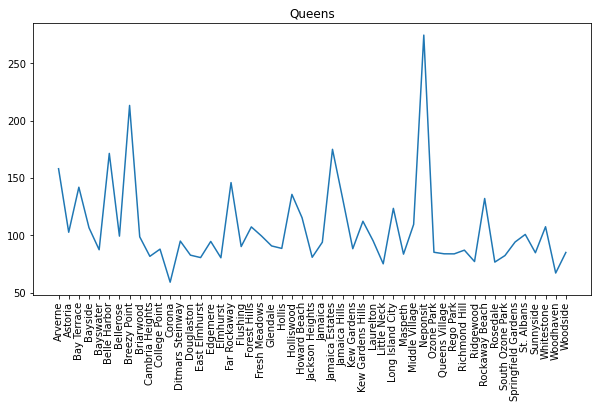 Queens
250
200
150
100
50
Arverne
Astoria
Bay Terrace
Bayside
Bayswater
Belle Harbor
Bellerose
Breezy Point
Briarwood
Cambria Heights
College Point
Corona
Ditmars Steinway
Douglaston
East Elmhurst
Edgemere
Elmhurst
Far Rockaway
Flushing
Forest Hills
Fresh Meadows
Glendale
Hollis
Holliswood
Howard Beach
Jackson Heights
Jamaica
Jamaica Estates
Jamaica Hills
Kew Gardens
Kew Gardens Hills
Laurelton
Little Neck
Long Island City
Maspeth
Middle Village
Neponsit
Ozone Park
Queens Village
Rego Park
Richmond Hill
Ridgewood
Rockaway Beach
Rosedale
South Ozone Park
Springfield Gardens
St. Albans
Sunnyside
Whitestone
Woodhaven
Woodside